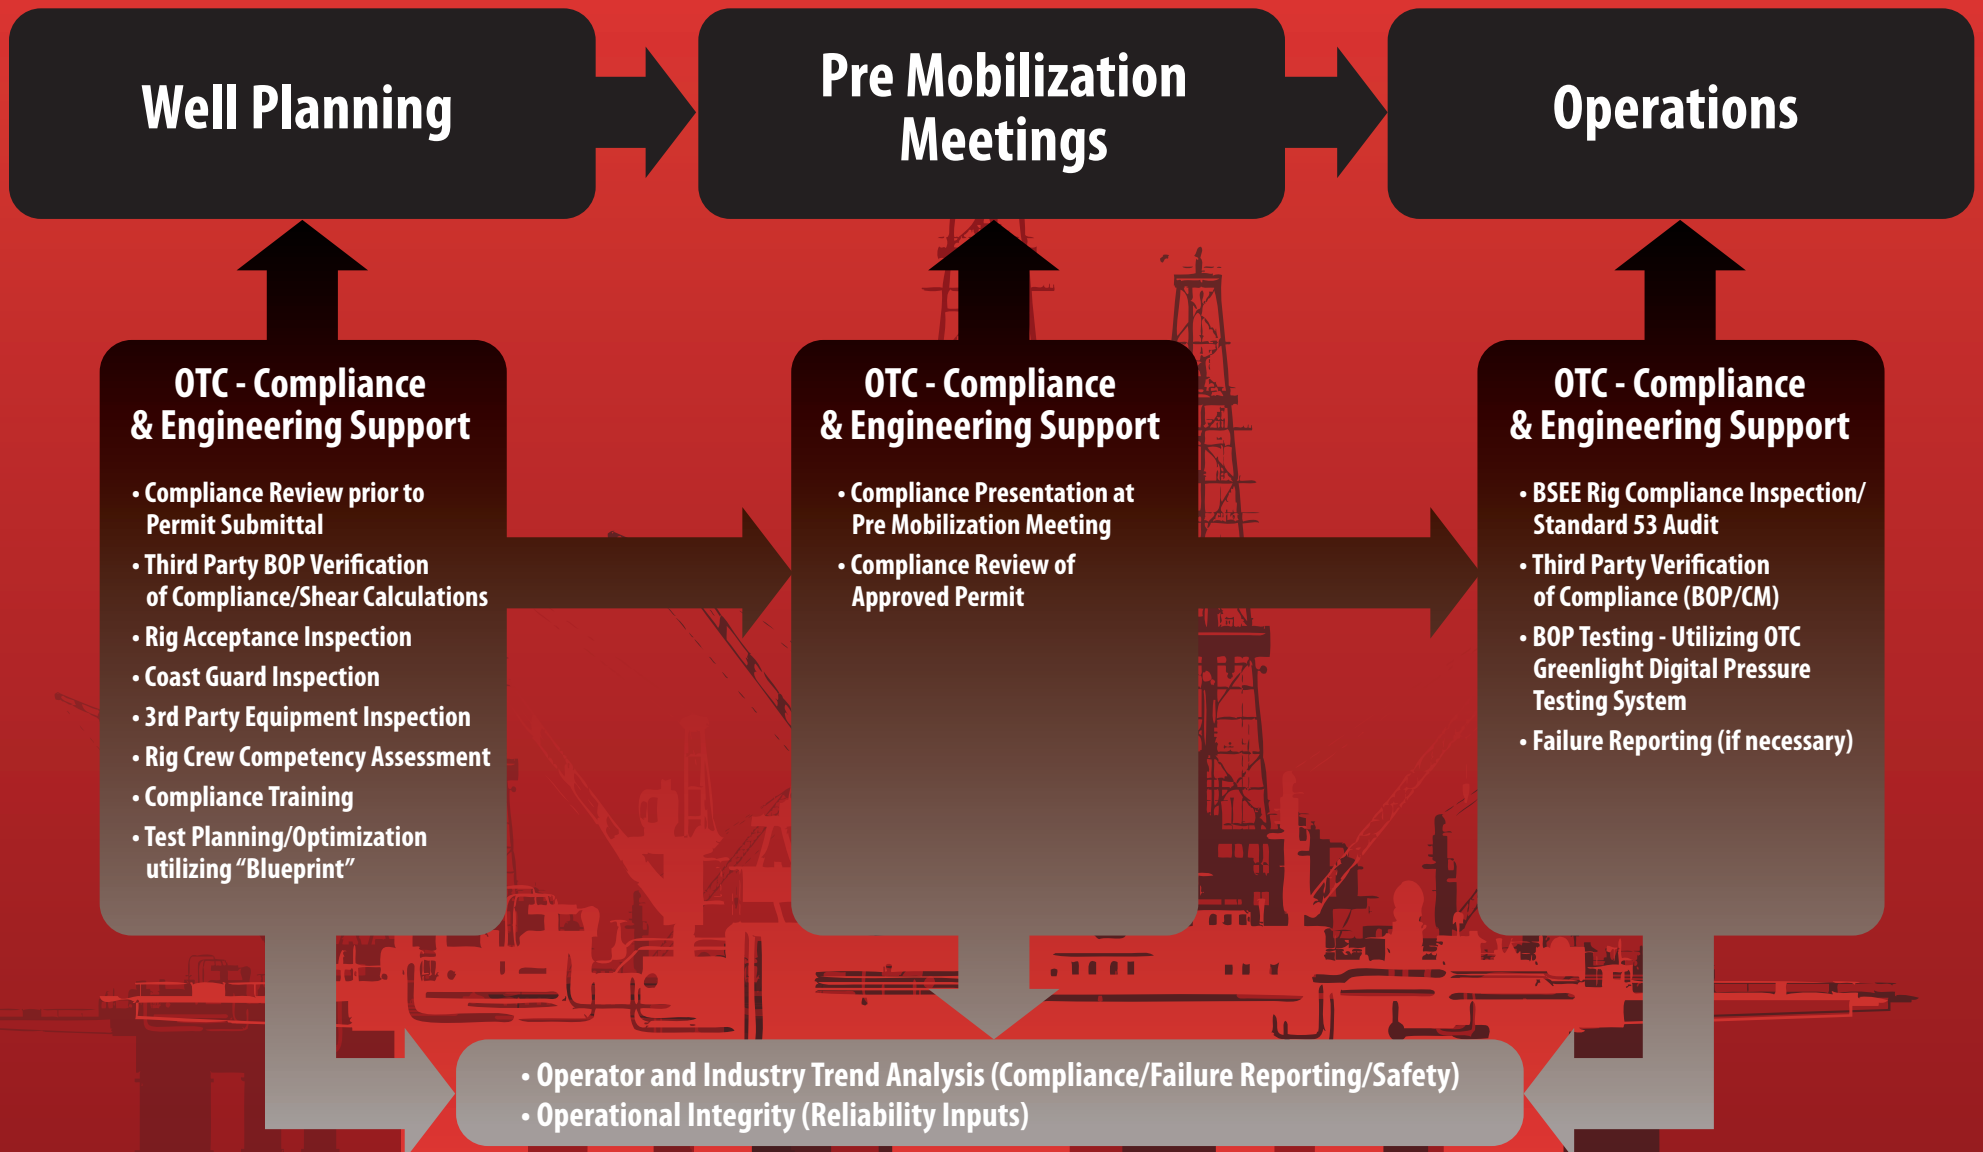 Well Planning
Pre Mobilization
Meetings
Operations
OTC - Compliance
& Engineering Support
• Compliance Review prior to
Permit Submittal
• Third Party BOP Verification
of Compliance/Shear Calculations
• Rig Acceptance Inspection
• Coast Guard Inspection
• 3rd Party Equipment Inspection
• Rig Crew Competency Assessment
• Compliance Training
• Test Planning/Optimization
utilizing “Blueprint”
OTC - Compliance
& Engineering Support
• Compliance Presentation at
Pre Mobilization Meeting
• Compliance Review of
Approved Permit
OTC - Compliance
& Engineering Support
• BSEE Rig Compliance Inspection/
Standard 53 Audit
• Third Party Verification
of Compliance (BOP/CM)
• BOP Testing - Utilizing OTC
Greenlight Digital Pressure
Testing System
• Failure Reporting (if necessary)
• Operator and Industry Trend Analysis (Compliance/Failure Reporting/Safety)
• Operational Integrity (Reliability Inputs)